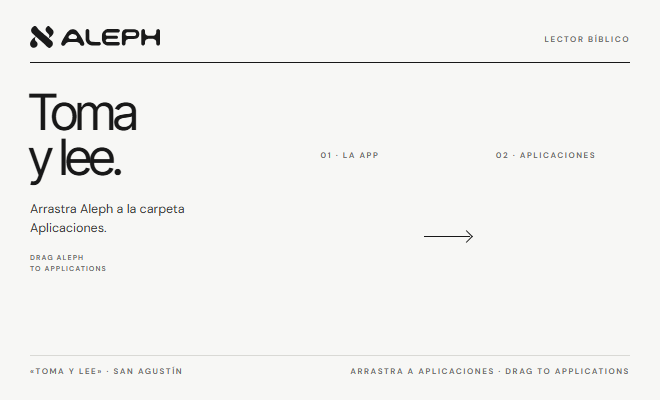 ALEPH
LECTOR BÍBLICO
Toma
y lee.
01 · LA APP
02 · APLICACIONES
Arrastra Aleph a la carpeta
Aplicaciones.
DRAG ALEPH
TO APPLICATIONS
«TOMA Y LEE» · SAN AGUSTÍN
ARRASTRA A APLICACIONES · DRAG TO APPLICATIONS